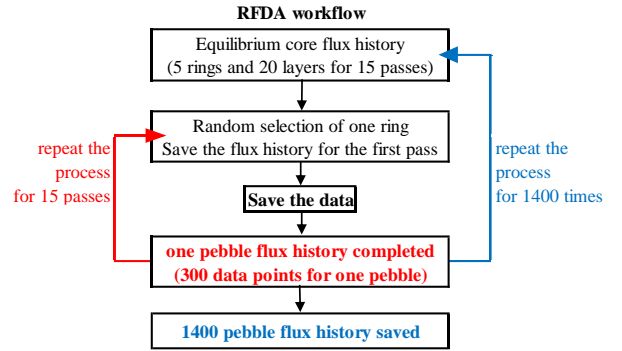 RFDA workflow
Equilibrium core flux history
(5 rings and 20 layers for 15 passes)
Random selection of one ring
Save the flux history for the first pass
repeat the
process
for 15 passes
repeat the
process
for 1400 times
Save the data
one pebble flux history completed
(300 data points for one pebble)
1400 pebble flux history saved